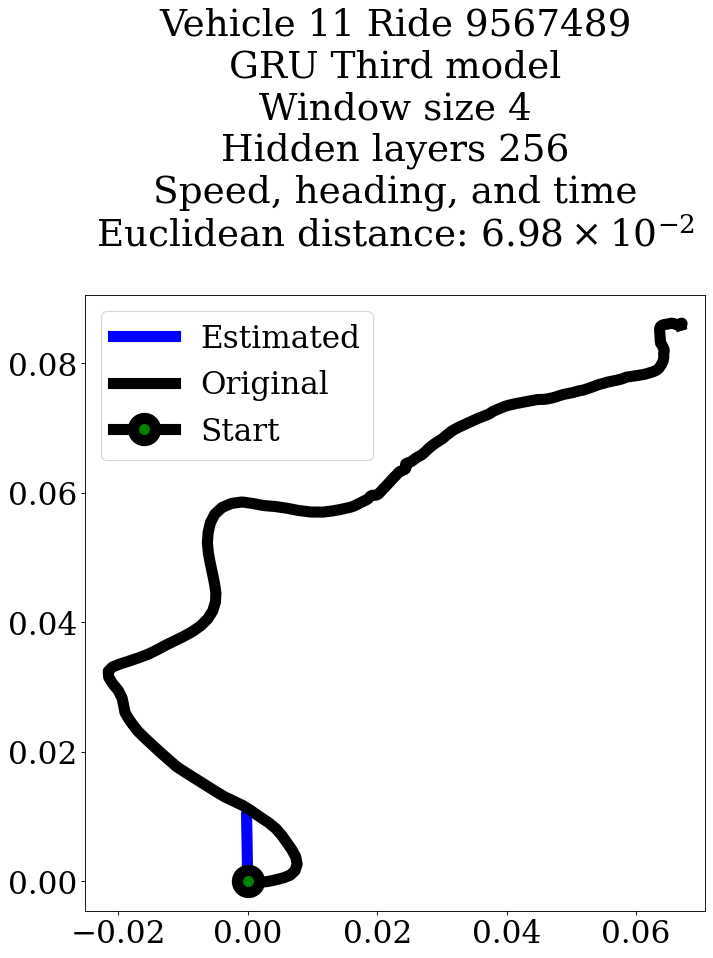 Vehicle 11 Ride 9567489
GRU Third model
Window size 4
Hidden layers 256
Speed, heading, and time
Euclidean distance: 6.98 × 10⁻²
Estimated
Original
Start
0.08
0.06
0.04
0.02
0.00
−0.02 0.00 0.02 0.04 0.06